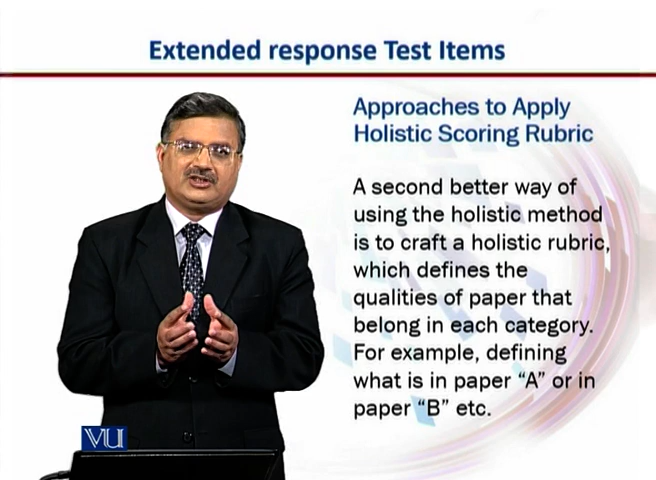 Extended response Test Items
Approaches to Apply
Holistic Scoring Rubric
A second better way of
using the holistic method
is to craft a holistic rubric,
which defines the
qualities of paper that
belong in each category.
For example, defining
what is in paper “A” or in
paper “B” etc.
VU